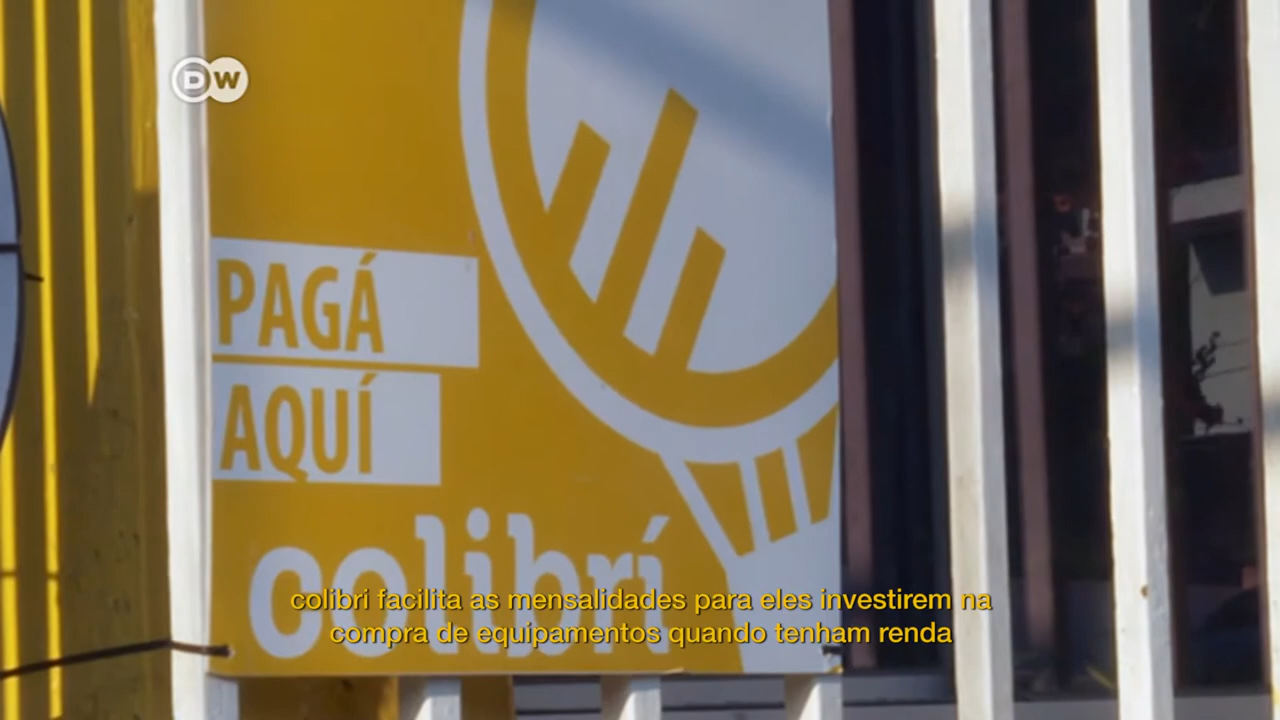 DW
PAGÁ
AQUÍ
colibrí
colibri facilita as mensalidades para eles investirem na
compra de equipamentos quando tenham renda